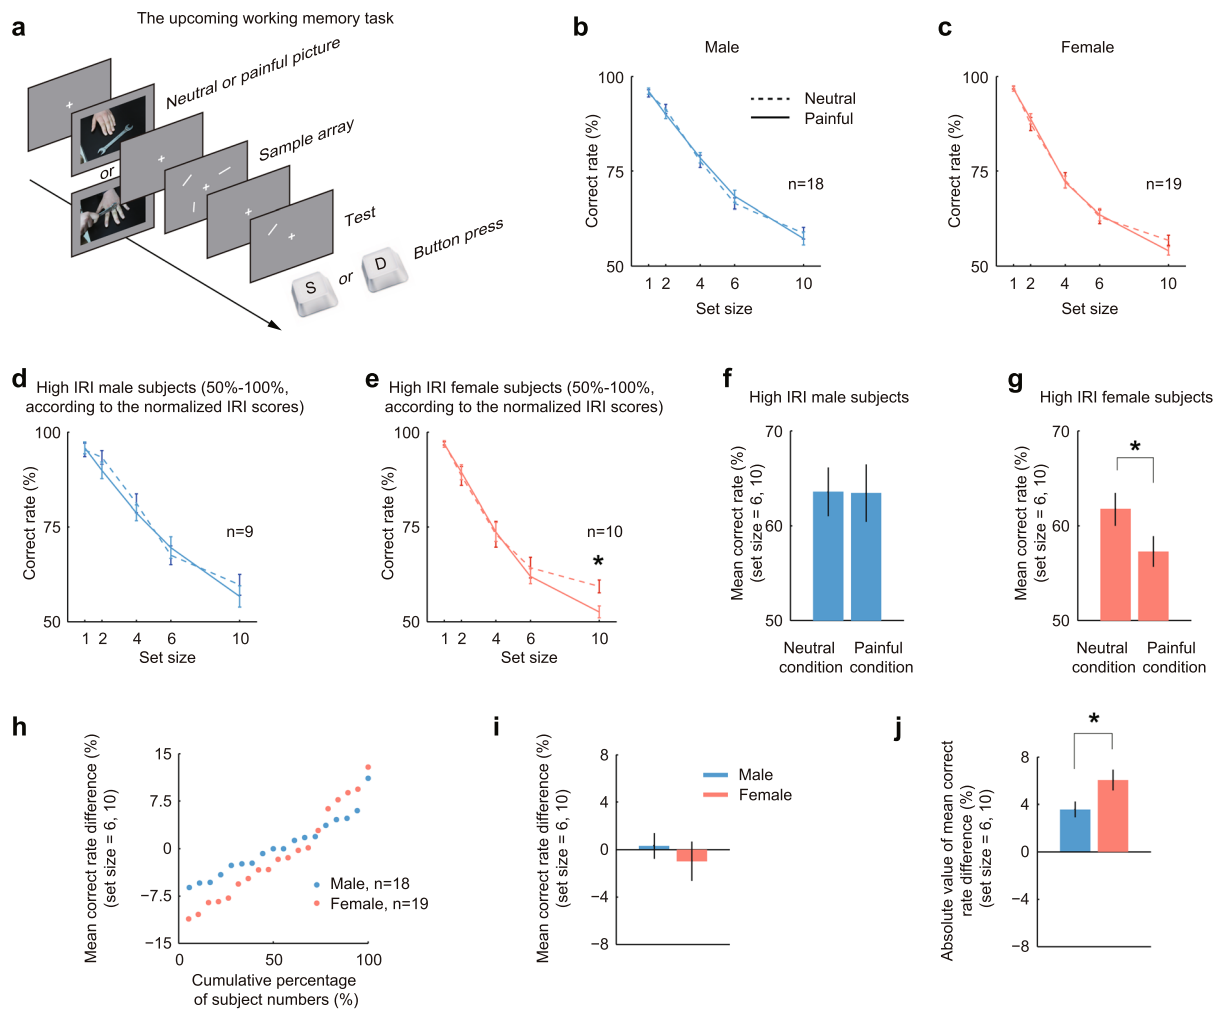 a
The upcoming working memory task
Neutral or painful picture
or
Sample array
Test
Button press
S
or
D
b
Male
Correct rate (%)
100
75
50
Neutral
Painful
n=18
1 2 4 6 10
Set size
c
Female
Correct rate (%)
100
75
50
n=19
1 2 4 6 10
Set size
d
High IRI male subjects (50%-100%,
according to the normalized IRI scores)
Correct rate (%)
100
75
50
n=9
1 2 4 6 10
Set size
e
High IRI female subjects (50%-100%,
according to the normalized IRI scores)
Correct rate (%)
100
75
50
n=10
*
1 2 4 6 10
Set size
f
High IRI male subjects
Mean correct rate (%)
(set size = 6, 10)
70
60
50
Neutral condition
Painful condition
g
High IRI female subjects
Mean correct rate (%)
(set size = 6, 10)
70
60
50
*
Neutral condition
Painful condition
h
Mean correct rate difference (%)
(set size = 6, 10)
15
7.5
0
−7.5
−15
Male, n=18
Female, n=19
0 50 100
Cumulative percentage
of subject numbers (%)
i
Mean correct rate difference (%)
(set size = 6, 10)
8
4
0
−4
−8
Male
Female
j
Absolute value of mean correct
rate difference (%)
(set size = 6, 10)
8
4
0
−4
−8
*